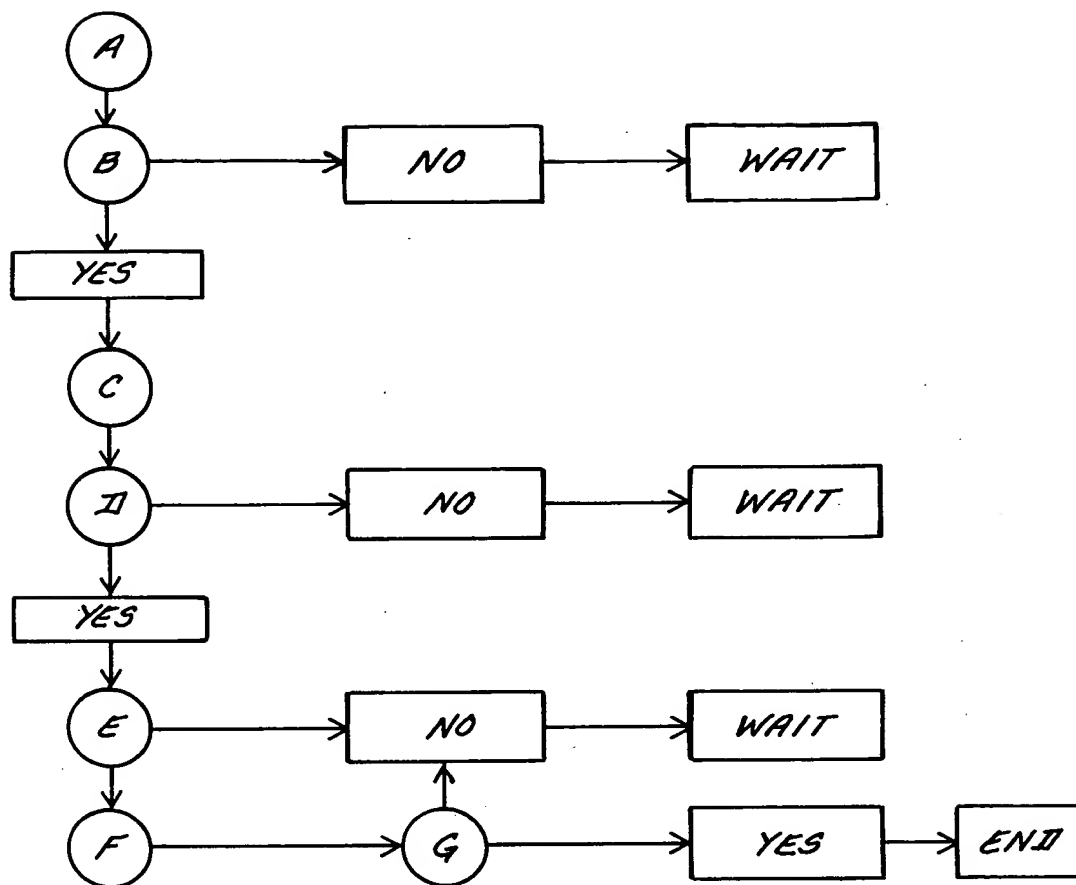 A
B NO WAIT
YES
C
D NO WAIT
YES
E NO WAIT
F G YES END